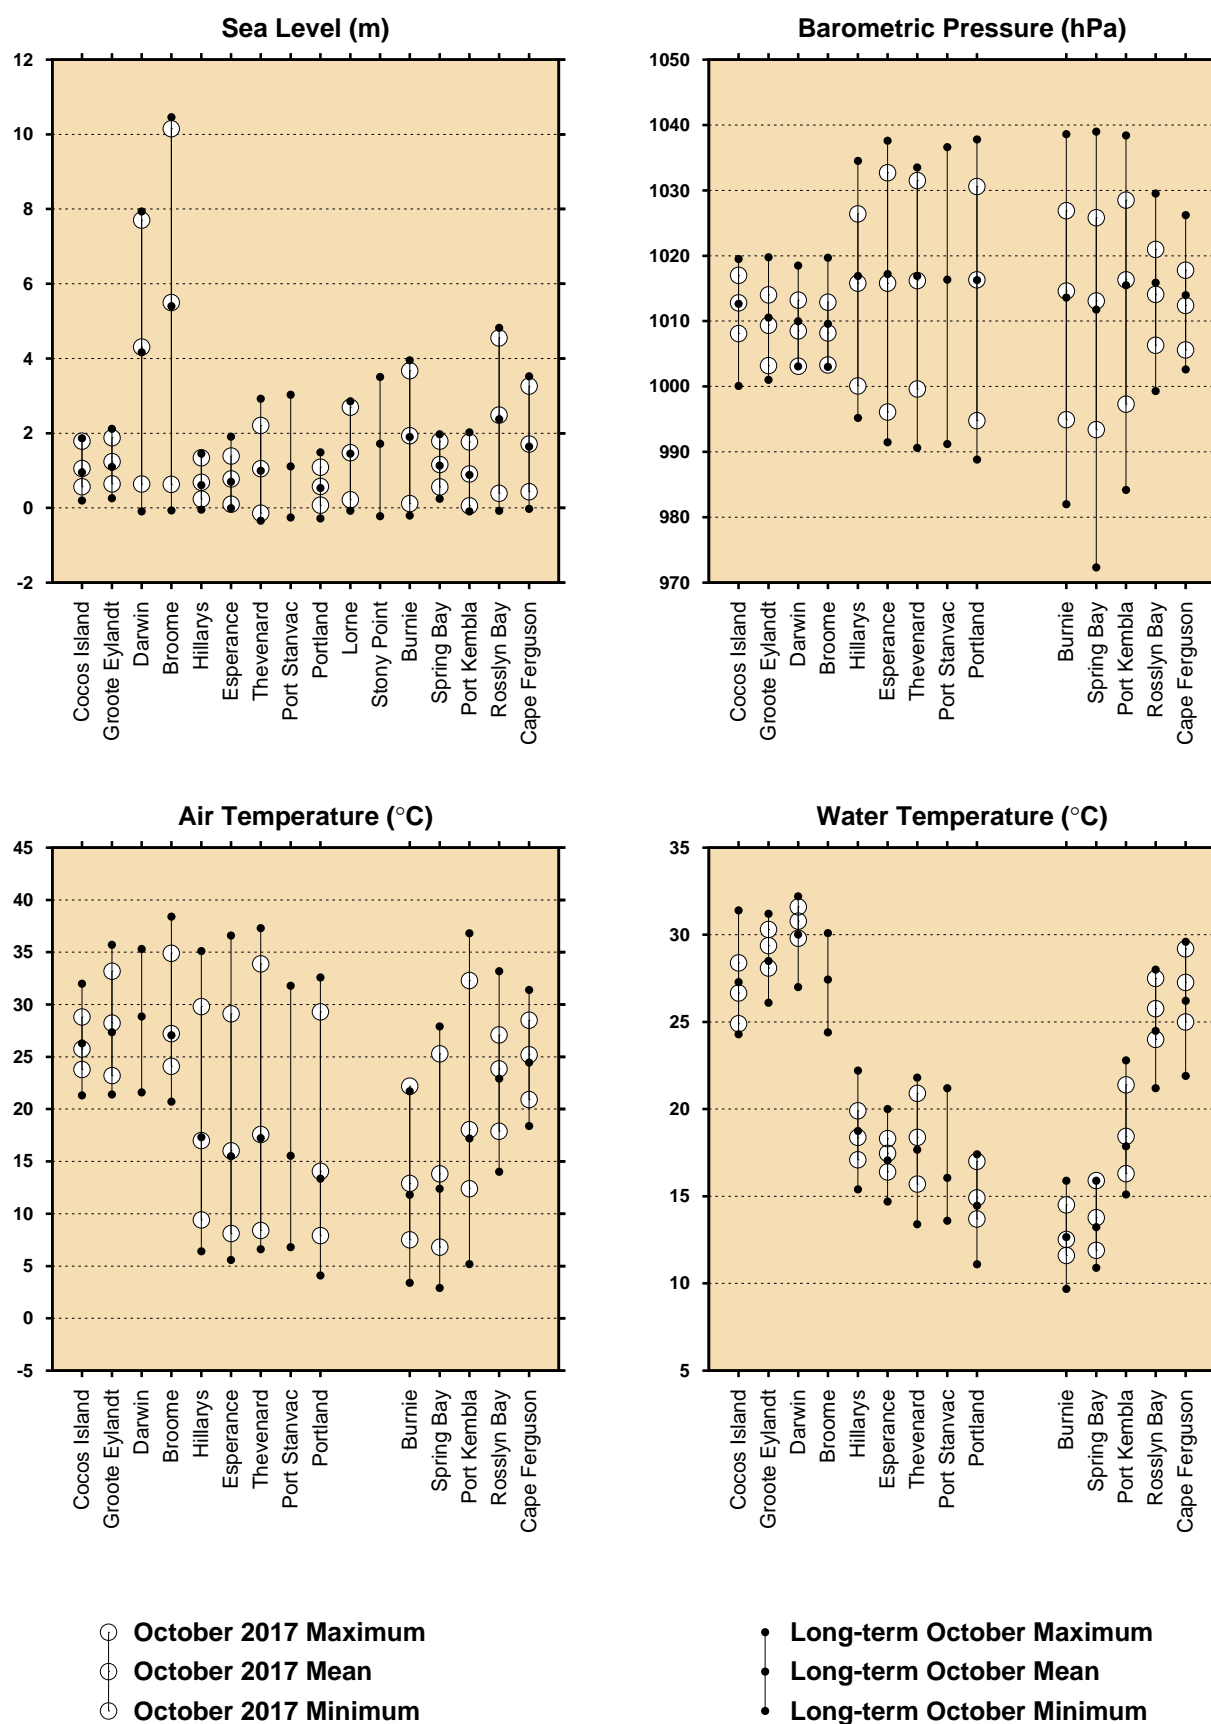 Sea Level (m)
12
10
8
6
4
2
0
-2
Cocos Island
Groote Eylandt
Darwin
Broome
Hillarys
Esperance
Thevenard
Port Stanvac
Portland
Lorne
Stony Point
Burnie
Spring Bay
Port Kembla
Rosslyn Bay
Cape Ferguson
Barometric Pressure (hPa)
1050
1040
1030
1020
1010
1000
990
980
970
Cocos Island
Groote Eylandt
Darwin
Broome
Hillarys
Esperance
Thevenard
Port Stanvac
Portland
Burnie
Spring Bay
Port Kembla
Rosslyn Bay
Cape Ferguson
Air Temperature (°C)
45
40
35
30
25
20
15
10
5
0
-5
Cocos Island
Groote Eylandt
Darwin
Broome
Hillarys
Esperance
Thevenard
Port Stanvac
Portland
Burnie
Spring Bay
Port Kembla
Rosslyn Bay
Cape Ferguson
Water Temperature (°C)
35
30
25
20
15
10
5
Cocos Island
Groote Eylandt
Darwin
Broome
Hillarys
Esperance
Thevenard
Port Stanvac
Portland
Burnie
Spring Bay
Port Kembla
Rosslyn Bay
Cape Ferguson
October 2017 Maximum
October 2017 Mean
October 2017 Minimum
Long-term October Maximum
Long-term October Mean
Long-term October Minimum